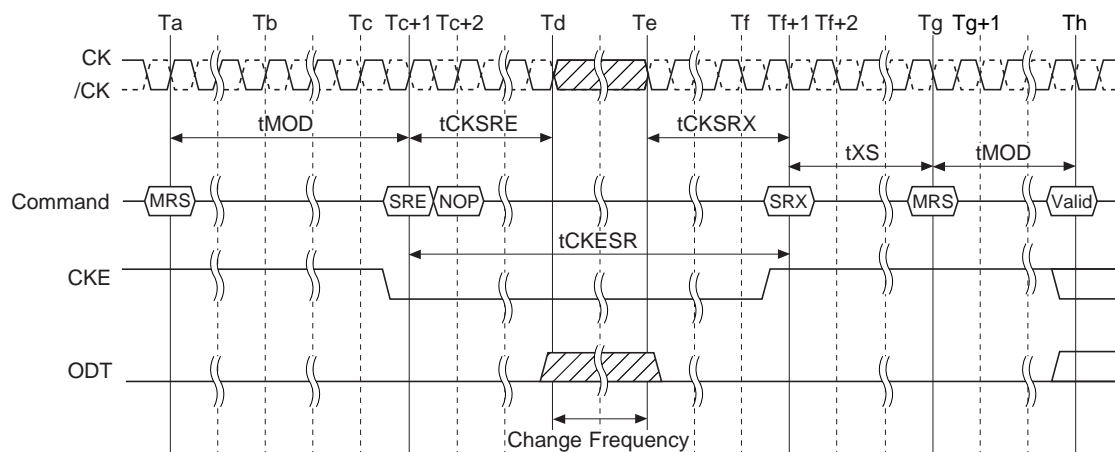 Ta Tb Tc Tc+1 Tc+2 Td Te Tf Tf+1 Tf+2 Tg Tg+1 Th
CK
/CK
tMOD tCKSRE tCKSRX
tXS tMOD
Command MRS SRE NOP SRX MRS Valid
tCKESR
CKE
ODT
Change Frequency